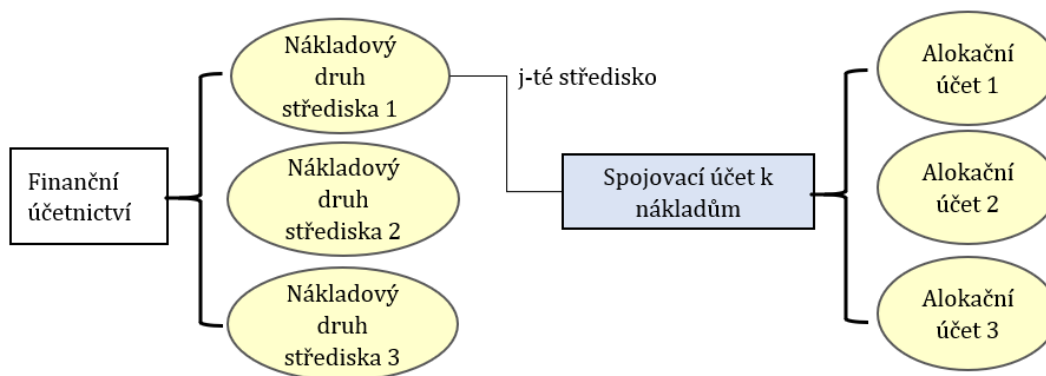 Finanční
účetnictví
Nákladový
druh
střediska 1
Nákladový
druh
střediska 2
Nákladový
druh
střediska 3
j-té středisko
Spojovací účet k
nákladům
Alokační
účet 1
Alokační
účet 2
Alokační
účet 3